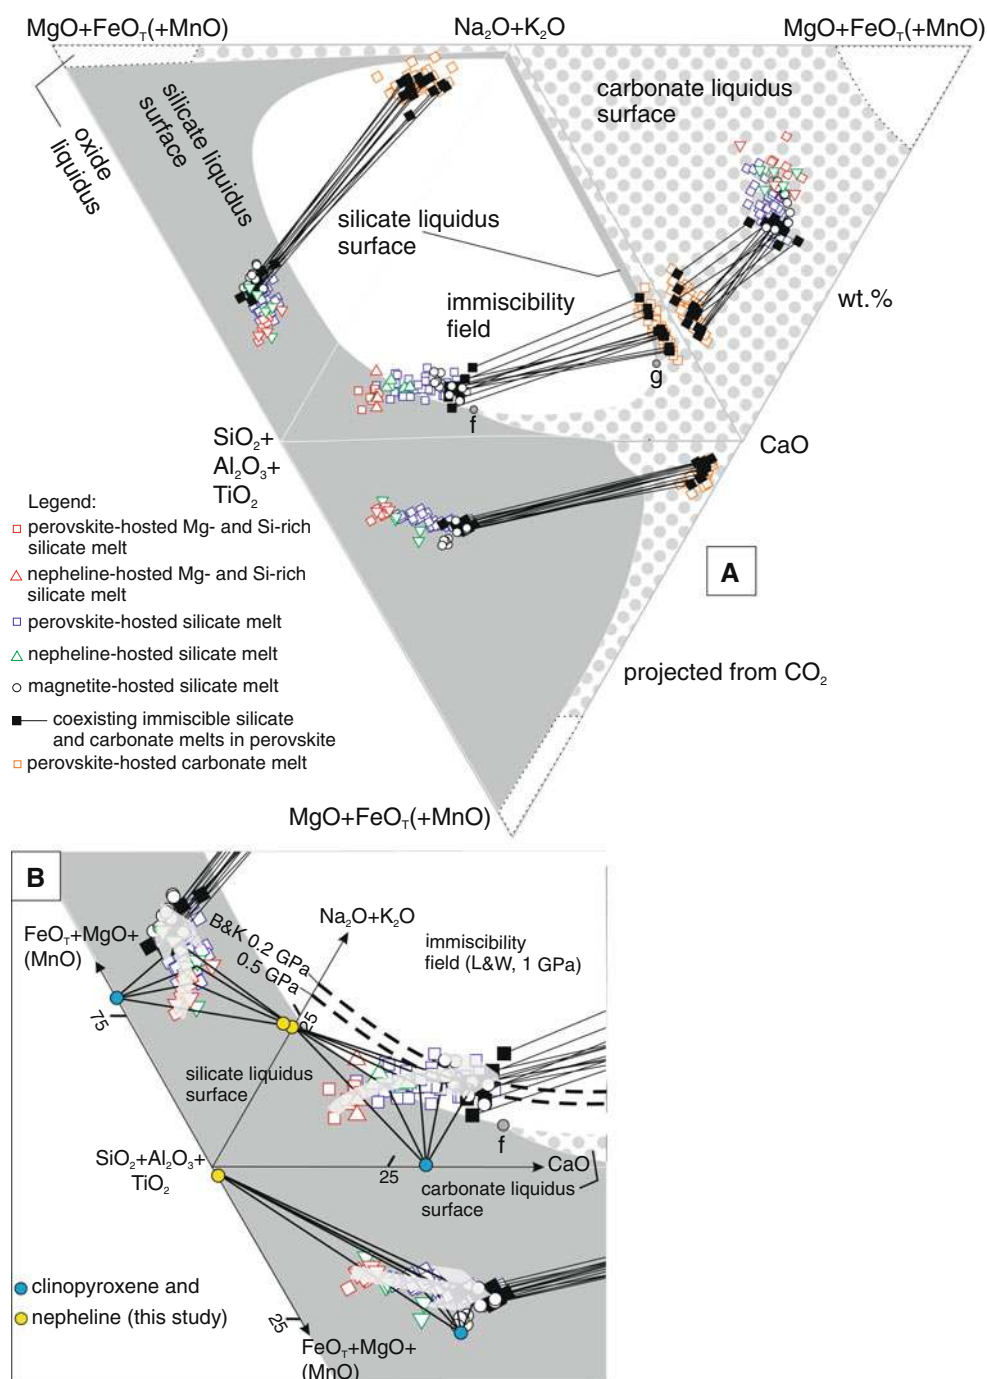 MgO+FeOT(+MnO)
Na2O+K2O
MgO+FeOT(+MnO)
oxide
liquidus
silicate liquidus
surface
carbonate liquidus
surface
silicate liquidus
surface
immiscibility
field
wt.%
g
f
SiO2+
Al2O3+
TiO2
CaO
Legend:
perovskite-hosted Mg- and Si-rich
silicate melt
nepheline-hosted Mg- and Si-rich
silicate melt
perovskite-hosted silicate melt
nepheline-hosted silicate melt
magnetite-hosted silicate melt
coexisting immiscible silicate
and carbonate melts in perovskite
perovskite-hosted carbonate melt
A
projected from CO2
MgO+FeOT(+MnO)
B
FeOT+MgO+
(MnO)
75
B&K 0.2 GPa
0.5 GPa
Na2O+K2O
25
immiscibility
field (L&W, 1 GPa)
silicate liquidus
surface
f
SiO2+Al2O3+
TiO2
25
CaO
carbonate liquidus
surface
clinopyroxene and
nepheline (this study)
25
FeOT+MgO+
(MnO)